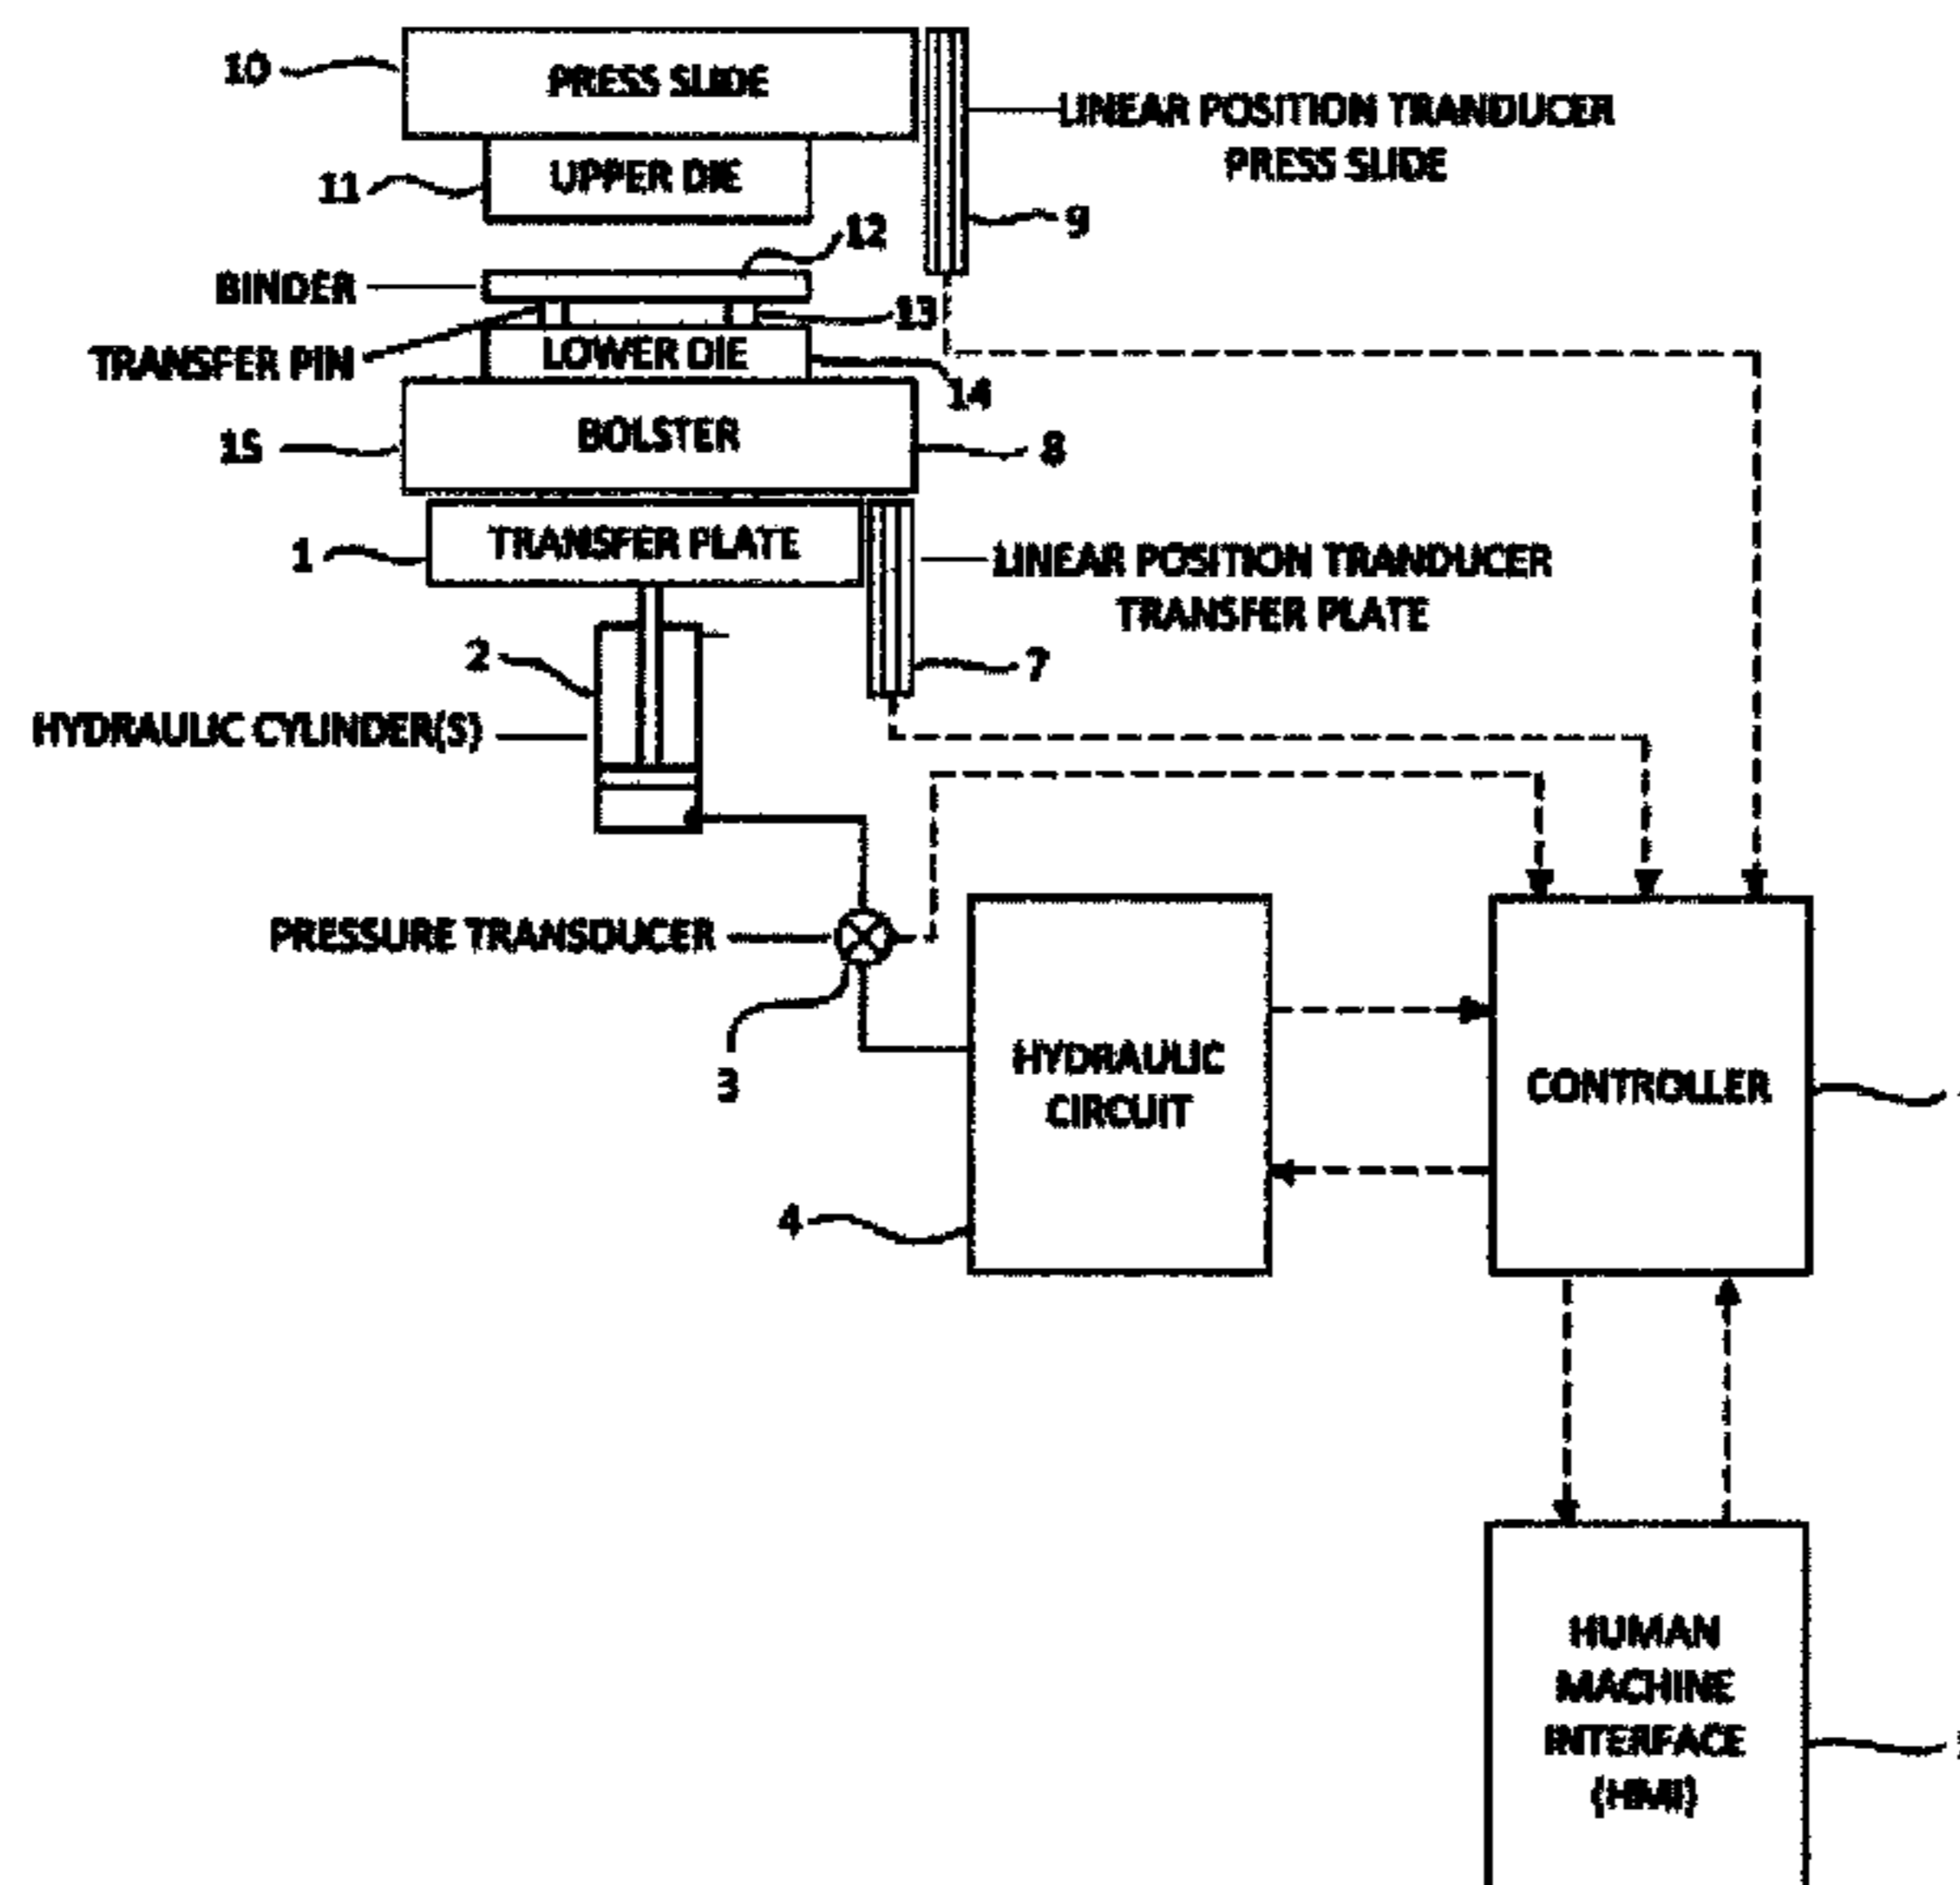 10
PRESS SLIDE
LINEAR POSITION TRANDUCER
PRESS SLIDE
11
UPPER DIE
12
9
BINDER
13
TRANSFER PIN
LOWER DIE
14
15
BOLSTER
8
1
TRANSFER PLATE
LINEAR POSITION TRANDUCER
TRANSFER PLATE
2
7
HYDRAULIC CYLINDER(S)
PRESSURE TRANSDUCER
3
HYDRAULIC
CIRCUIT
CONTROLLER
4
HUMAN
MACHINE
INTERFACE
(HMI)